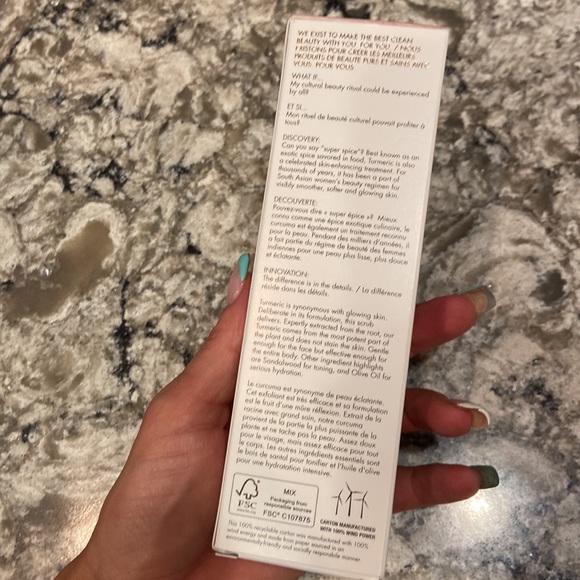 WE EXIST TO MAKE THE BEST CLEAN
BEAUTY WITH YOU. FOR YOU. / NOUS
EXISTONS POUR CRÉER LES MEILLEURS
PRODUITS DE BEAUTÉ PURS ET SAINS AVEC
VOUS. POUR VOUS.
WHAT IF...
My cultural beauty ritual could be experienced
by all?
ET SI...
Mon rituel de beauté culturel pouvait profiter à
tous?
DISCOVERY:
Can you say "super spice"? Best known as an
exotic spice savored in food, Turmeric is also
a celebrated skin-enhancing treatment. For
thousands of years, it has been a part of
South Asian women's beauty regimen for
visibly smoother, softer and glowing skin.
DÉCOUVERTE:
Pouvez-vous dire « super épice »? Mieux
connu comme une épice exotique culinaire, le
curcuma est également un traitement reconnu
pour la peau. Pendant des milliers d'années, il
a fait partie du régime de beauté des femmes
indiennes pour une peau plus lisse, plus douce
et éclatante.
INNOVATION:
The difference is in the details. / La différence
réside dans les détails.
Turmeric is synonymous with glowing skin.
Deliberate in its formulation, this scrub
delivers. Expertly extracted from the root, our
Turmeric comes from the most potent part of
the plant and does not stain the skin. Gentle
enough for the face but effective enough for
the entire body. Other ingredient highlights
are Sandalwood for toning, and Olive Oil for
serious hydration.
Le curcuma est synonyme de peau éclatante.
Cet exfoliant est très efficace et sa formulation
est le fruit d'une mûre réflexion. Extrait de la
racine avec grand soin, notre curcuma
provient de la partie la plus puissante de la
plante et ne tache pas la peau. Assez doux
pour le visage, mais assez efficace pour tout
le corps. Les autres ingrédients essentiels sont
le bois de santal pour tonifier et l'huile d'olive
pour une hydratation intensive.
FSC
MIX
Packaging from
responsible sources
FSC® C107875
CARTON MANUFACTURED
WITH 100% WIND POWER
This 100% recyclable carton was manufactured with 100%
wind energy and made from paper sourced in an
environmentally-friendly and socially responsible manner